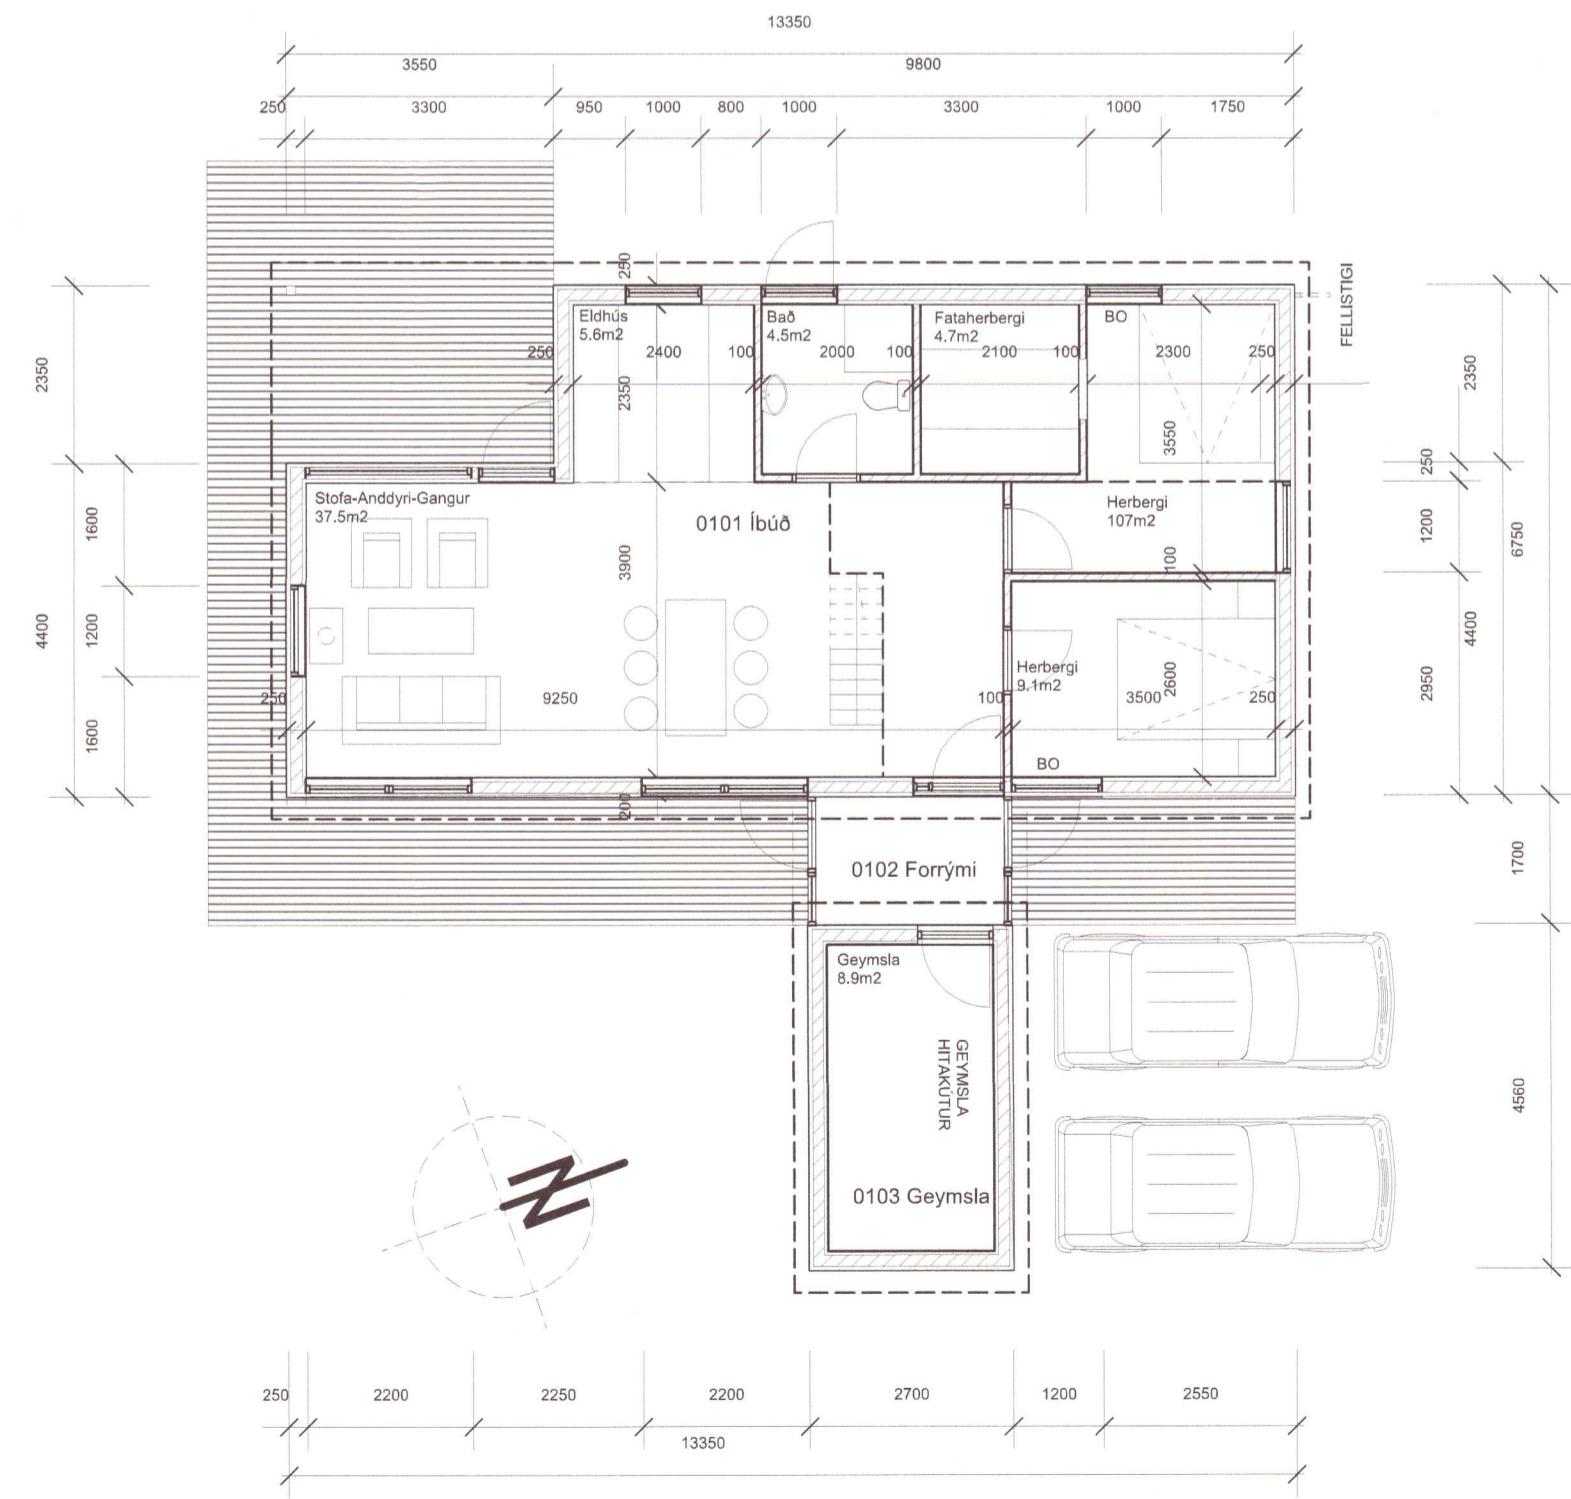 13350
3550 9800
250 3300 950 1000 800 1000 3300 1000 1750
250
FELLISTIGI
Eldhús
5.6m2
Bað
4.5m2
Fataherbergi
4.7m2
BO
250 2400 100 2000 100 2100 100 2300 250
2350
2350
2350
3550
250
Stofa-Anddyri-Gangur
37.5m2
0101 Íbúð
Herbergi
107m2
1600
3900
100
1200
6750
4400
1200
4400
Herbergi
9.1m2
2600
2950
250 9250 100 3500 250
1600
BO
200
0102 Forrými
1700
Geymsla
8.9m2
GEYMSLA
HITAKÚTUR
4560
0103 Geymsla
N
250 2200 2250 2200 2700 1200 2550
13350